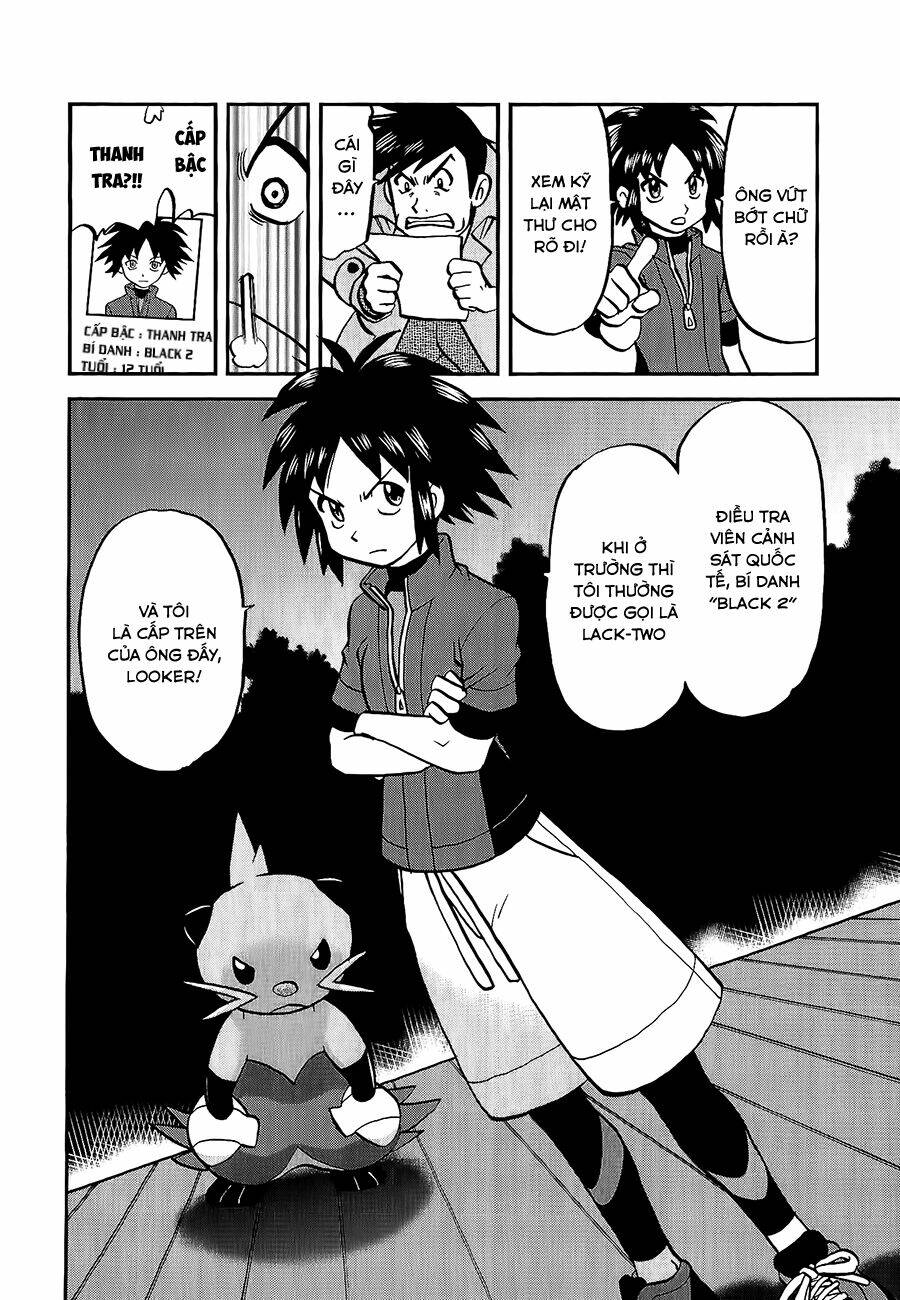 ÔNG VỨT
BỚT CHỮ
RỒI À?
XEM KỸ
LẠI MẬT
THƯ CHO
RÕ ĐI!
CÁI
GÌ
ĐÂY
...
CẤP
BẬC
THANH
TRA?!!
CẤP BẬC : THANH TRA
BÍ DANH : BLACK 2
TUỔI : 12 TUỔI
ĐIỀU TRA
VIÊN CẢNH
SÁT QUỐC
TẾ, BÍ DANH
"BLACK 2"
KHI Ở
TRƯỜNG THÌ
TÔI THƯỜNG
ĐƯỢC GỌI LÀ
LACK-TWO
VÀ TÔI
LÀ CẤP TRÊN
CỦA ÔNG ĐẤY,
LOOKER!